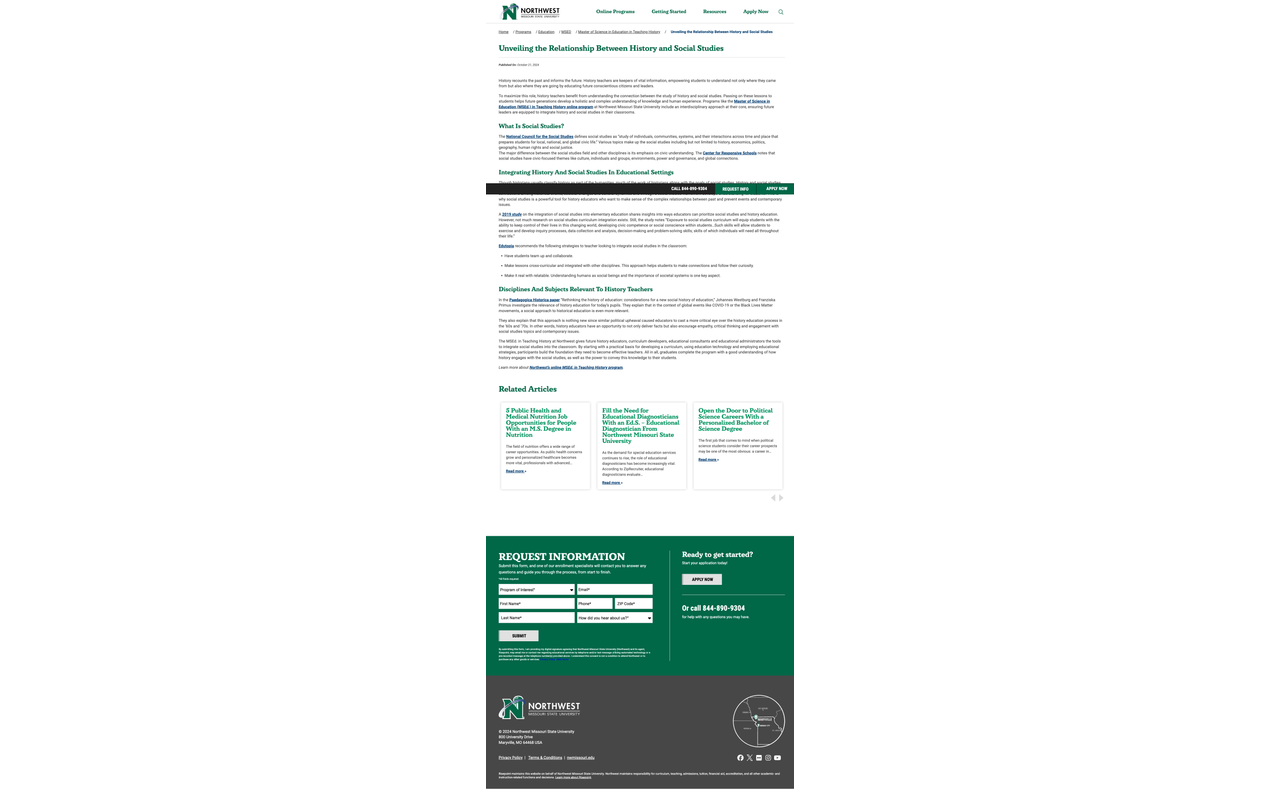 NORTHWEST
MISSOURI STATE UNIVERSITY
Online Programs Getting Started Resources Apply Now
Home / Programs / Education / MSEd / Master of Science in Education in Teaching History / Unveiling the Relationship Between History and Social Studies
Unveiling the Relationship Between History and Social Studies
Published On: October 21, 2024
History recounts the past and informs the future. History teachers are keepers of vital information, empowering students to understand not only where they came
from but also where they are going by educating future conscientious citizens and leaders.
To maximize this role, history teachers benefit from understanding the connection between the study of history and social studies. Passing on these lessons to
students helps future generations develop a holistic and complex understanding of knowledge and human experience. Programs like the Master of Science in
Education (MSEd.) in Teaching History online program at Northwest Missouri State University include an interdisciplinary approach at their core, ensuring future
leaders are equipped to integrate history and social studies in their classrooms.
What Is Social Studies?
The National Council for the Social Studies defines social studies as "study of individuals, communities, systems, and their interactions across time and place that
prepares students for local, national, and global civic life." Various topics make up the social studies including but not limited to history, economics, politics,
geography, human rights and social justice.
The major difference between the social studies field and other disciplines is its emphasis on civic understanding. The Center for Responsive Schools notes that
social studies have civic-focused themes like culture, individuals and groups, environments, power and governance, and global connections.
Integrating History And Social Studies In Educational Settings
CALL 844-890-9304 REQUEST INFO APPLY NOW
why social studies is a powerful tool for history educators who want to make sense of the complex relationships between past and present events and contemporary
issues.
A 2019 study on the integration of social studies into elementary education shares insights into ways educators can prioritize social studies and history education.
However, not much research on social studies curriculum integration exists. Still, the study notes "Exposure to social studies curriculum will equip students with the
ability to keep control of their lives in this changing world, developing civic competence or social conscience within students…Such skills will allow students to
exercise and develop inquiry processes, data collection and analysis, decision-making and problem-solving skills, skills of which individuals will need all throughout
their life."
Edutopia recommends the following strategies to teacher looking to integrate social studies in the classroom:
• Have students team up and collaborate.
• Make lessons cross-curricular and integrated with other disciplines. This approach helps students to make connections and follow their curiosity.
• Make it real with relatable. Understanding humans as social beings and the importance of societal systems is one key aspect.
Disciplines And Subjects Relevant To History Teachers
In the Paedagogica Historica paper "Rethinking the history of education: considerations for a new social history of education," Johannes Westburg and Franziska
Primus investigate the relevance of history education for today's pupils. They explain that in the context of global events like COVID-19 or the Black Lives Matter
movements, a social approach to historical education is even more relevant.
They also explain that this approach is nothing new since similar political upheaval caused educators to cast a more critical eye over the history education process in
the '60s and '70s. In other words, history educators have an opportunity to not only deliver facts but also encourage empathy, critical thinking and engagement with
social studies topics and contemporary issues.
The MSEd. in Teaching History at Northwest gives future history educators, curriculum developers, educational consultants and educational administrators the tools
to integrate social studies into the classroom. By starting with a practical basis for developing a curriculum, using education technology and employing educational
strategies, participants build the foundation they need to become effective teachers. All in all, graduates complete the program with a good understanding of how
history engages with the social studies, as well as the power to convey this knowledge to their students.
Learn more about Northwest's online MSEd. in Teaching History program.
Related Articles
5 Public Health and
Medical Nutrition Job
Opportunities for People
With an M.S. Degree in
Nutrition
The field of nutrition offers a wide range of
career opportunities. As public health concerns
grow and personalized healthcare becomes
more vital, professionals with advanced...
Read more »
Fill the Need for
Educational Diagnosticians
With an Ed.S. – Educational
Diagnostician From
Northwest Missouri State
University
As the demand for special education services
continues to rise, the role of educational
diagnosticians has become increasingly vital.
According to ZipRecruiter, educational
diagnosticians evaluate...
Read more »
Open the Door to Political
Science Careers With a
Personalized Bachelor of
Science Degree
The first job that comes to mind when political
science students consider their career prospects
may be one of the most obvious: a career in...
Read more »
REQUEST INFORMATION
Submit this form, and one of our enrollment specialists will contact you to answer any
questions and guide you through the process, from start to finish.
*All fields required
Program of Interest* Email*
First Name* Phone* ZIP Code*
Last Name* How did you hear about us?*
SUBMIT
Ready to get started?
Start your application today!
APPLY NOW
Or call 844-890-9304
for help with any questions you may have.
NORTHWEST
MISSOURI STATE UNIVERSITY
MARYVILLE
© 2024 Northwest Missouri State University
800 University Drive
Maryville, MO 64468 USA
Privacy Policy | Terms & Conditions | nwmissouri.edu
Risepoint maintains this website on behalf of Northwest Missouri State University. Northwest maintains responsibility for curriculum, teaching, admissions, tuition, financial aid, accreditation, and all other academic- and
instruction-related functions and decisions. Learn more about Risepoint.